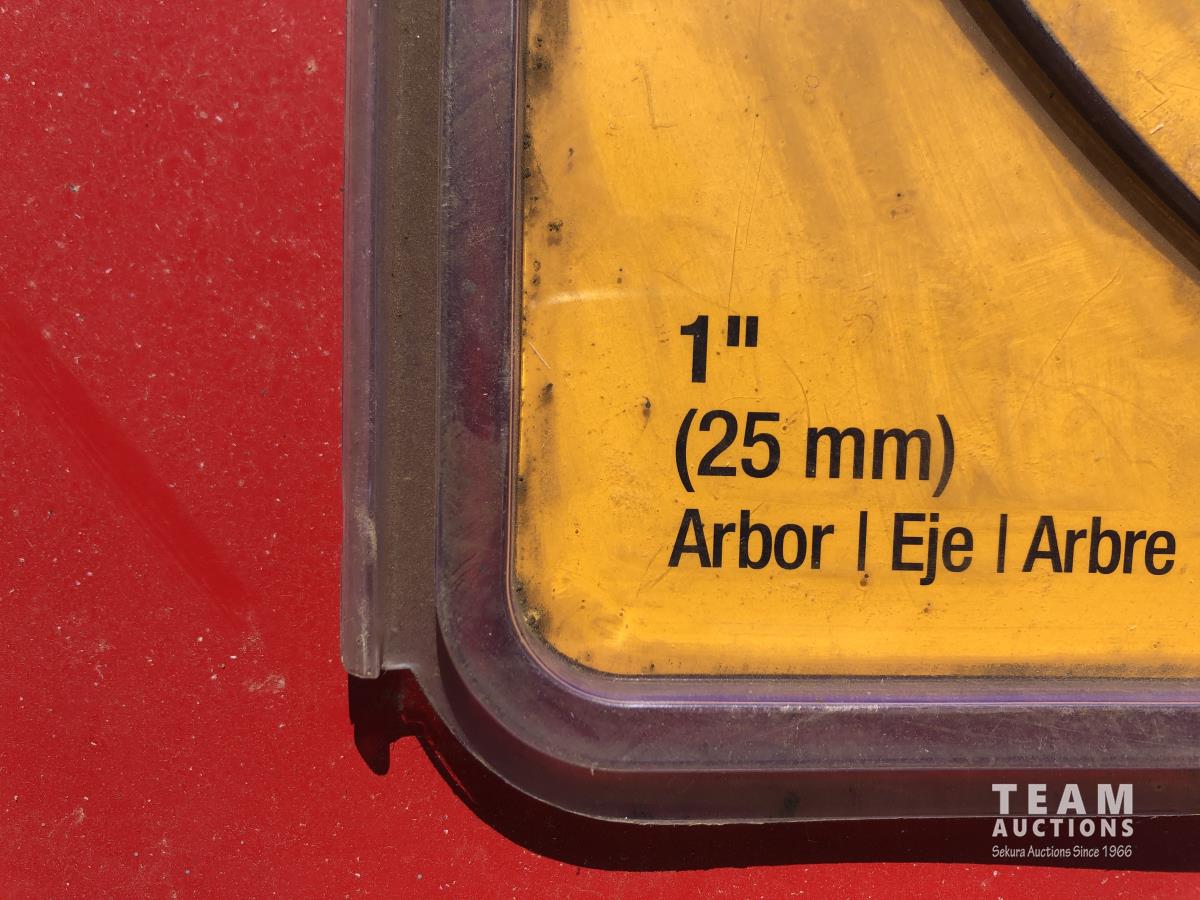 1"
(25 mm)
Arbor | Eje | Arbre
TEAM
AUCTIONS
Sekura Auctions Since 1966